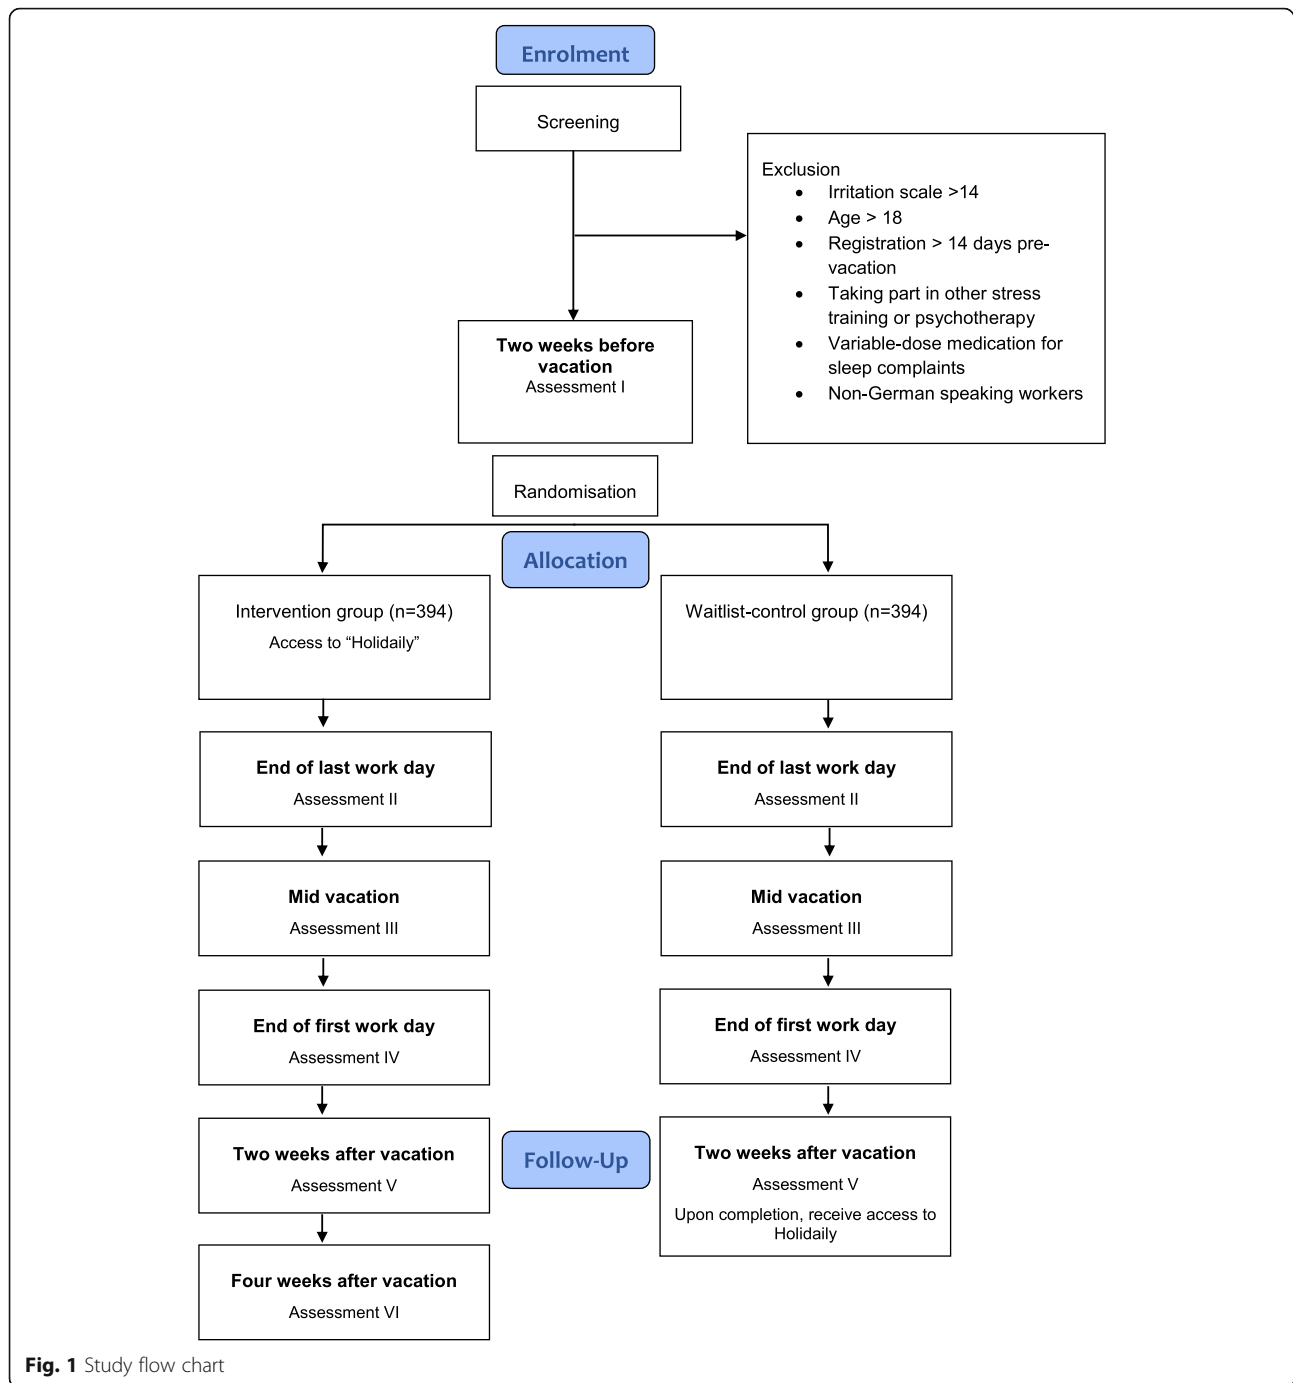 Enrolment
Screening
Exclusion
• Irritation scale >14
• Age > 18
• Registration > 14 days pre-
vacation
• Taking part in other stress
training or psychotherapy
• Variable-dose medication for
sleep complaints
• Non-German speaking workers
Two weeks before
vacation
Assessment I
Randomisation
Allocation
Intervention group (n=394)
Access to “Holidaily”
Waitlist-control group (n=394)
End of last work day
Assessment II
End of last work day
Assessment II
Mid vacation
Assessment III
Mid vacation
Assessment III
End of first work day
Assessment IV
End of first work day
Assessment IV
Two weeks after vacation
Assessment V
Follow-Up
Two weeks after vacation
Assessment V
Upon completion, receive access to
Holidaily
Four weeks after vacation
Assessment VI
Fig. 1 Study flow chart